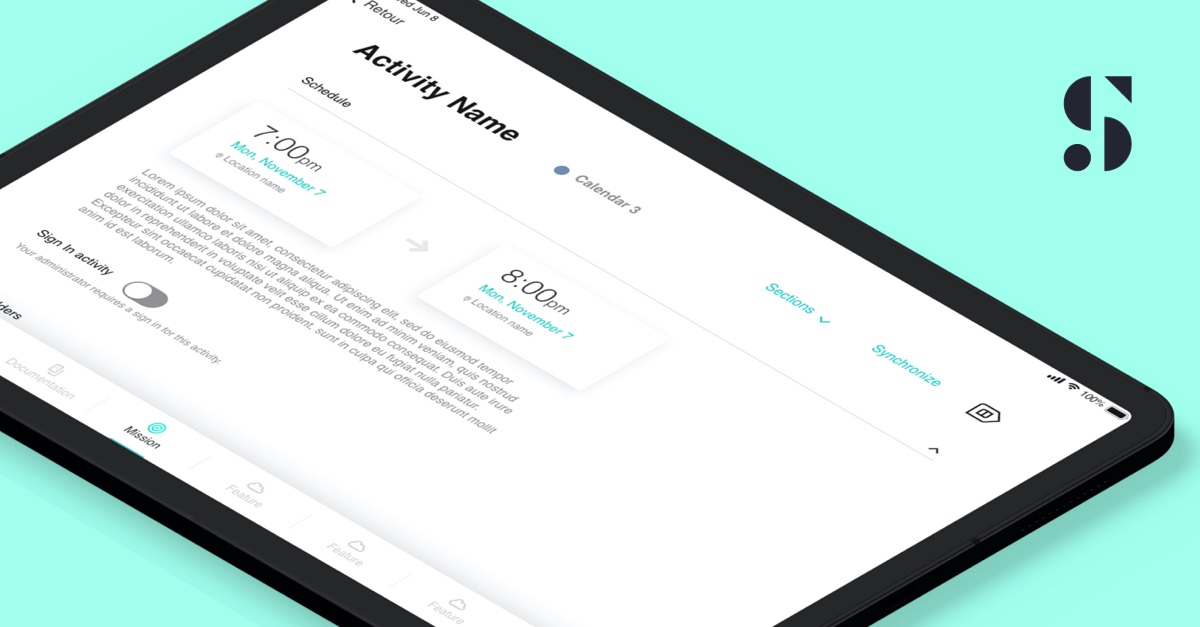 Wed Jun 8
100%
Retour
Activity Name
Calendar 3
Sections
Synchronize
Schedule
7:00pm
Mon. November 7
Location name
8:00pm
Mon. November 7
Location name
Lorem ipsum dolor sit amet, consectetur adipiscing elit, sed do eiusmod tempor
incididunt ut labore et dolore magna aliqua. Ut enim ad minim veniam, quis nostrud
exercitation ullamco laboris nisi ut aliquip ex ea commodo consequat. Duis aute irure
dolor in reprehenderit in voluptate velit esse cillum dolore eu fugiat nulla pariatur.
Excepteur sint occaecat cupidatat non proident, sunt in culpa qui officia deserunt mollit
anim id est laborum.
Sign In activity
Your administrator requires a sign in for this activity.
Documentation
Mission
Feature
Feature
Feature
S